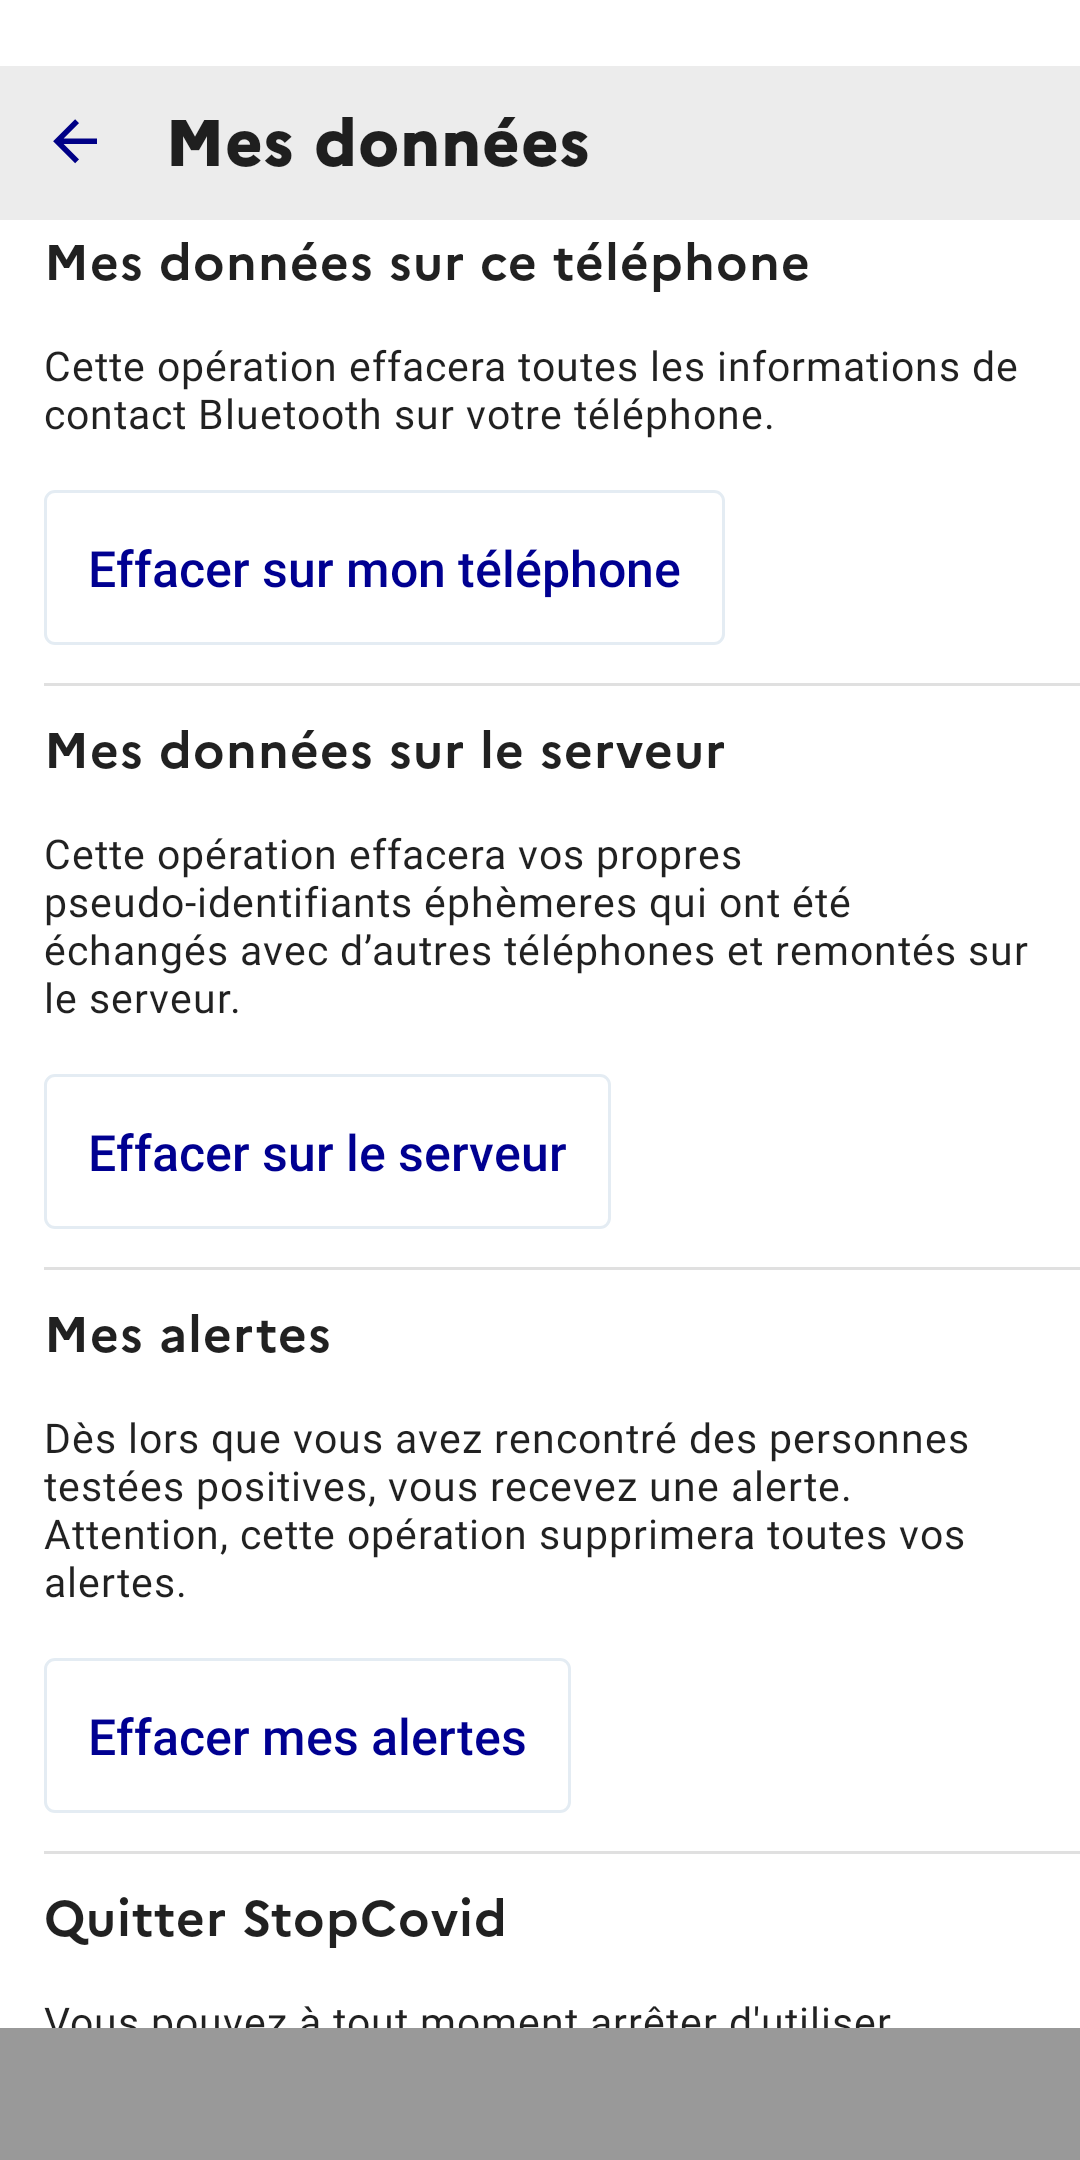 Mes données
Mes données sur ce téléphone
Cette opération effacera toutes les informations de
contact Bluetooth sur votre téléphone.
Effacer sur mon téléphone
Mes données sur le serveur
Cette opération effacera vos propres
pseudo-identifiants éphèmeres qui ont été
échangés avec d’autres téléphones et remontés sur
le serveur.
Effacer sur le serveur
Mes alertes
Dès lors que vous avez rencontré des personnes
testées positives, vous recevez une alerte.
Attention, cette opération supprimera toutes vos
alertes.
Effacer mes alertes
Quitter StopCovid
Vous pouvez à tout moment arrêter d'utiliser